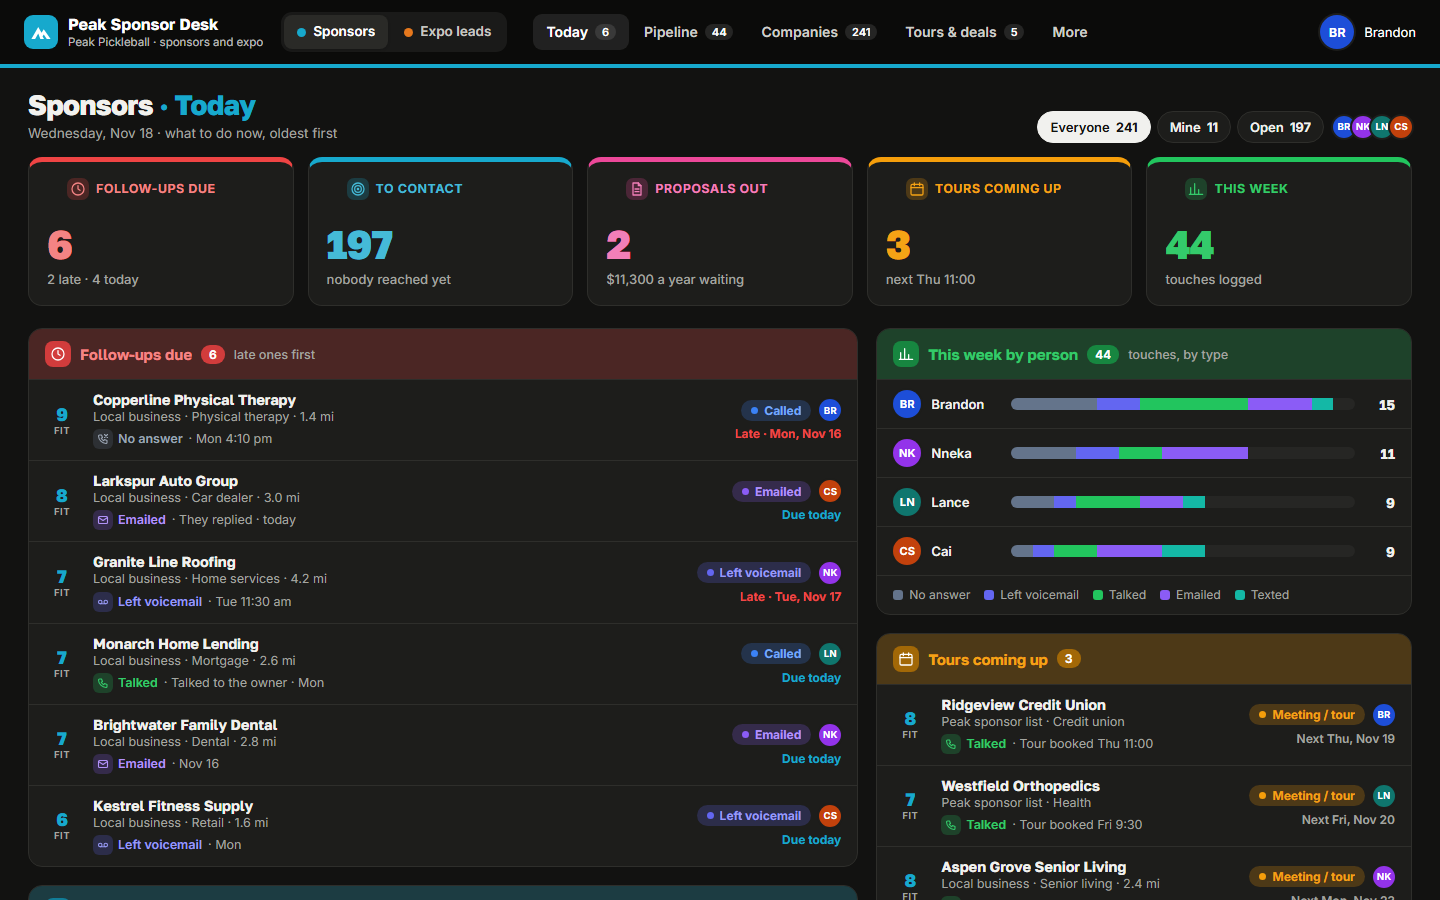 Peak Sponsor Desk
Peak Pickleball · sponsors and expo
Sponsors
Expo leads
Today 6
Pipeline 44
Companies 241
Tours & deals 5
More
BR Brandon
Sponsors · Today
Wednesday, Nov 18 · what to do now, oldest first
Everyone 241
Mine 11
Open 197
BR NK LN CS
FOLLOW-UPS DUE
6
2 late · 4 today
TO CONTACT
197
nobody reached yet
PROPOSALS OUT
2
$11,300 a year waiting
TOURS COMING UP
3
next Thu 11:00
THIS WEEK
44
touches logged
Follow-ups due 6 late ones first
9 FIT
Copperline Physical Therapy
Local business · Physical therapy · 1.4 mi
No answer · Mon 4:10 pm
Called BR
Late · Mon, Nov 16
8 FIT
Larkspur Auto Group
Local business · Car dealer · 3.0 mi
Emailed · They replied · today
Emailed CS
Due today
7 FIT
Granite Line Roofing
Local business · Home services · 4.2 mi
Left voicemail · Tue 11:30 am
Left voicemail NK
Late · Tue, Nov 17
7 FIT
Monarch Home Lending
Local business · Mortgage · 2.6 mi
Talked · Talked to the owner · Mon
Called LN
Due today
7 FIT
Brightwater Family Dental
Local business · Dental · 2.8 mi
Emailed · Nov 16
Emailed NK
Due today
6 FIT
Kestrel Fitness Supply
Local business · Retail · 1.6 mi
Left voicemail · Mon
Left voicemail CS
Due today
This week by person 44 touches, by type
BR Brandon 15
NK Nneka 11
LN Lance 9
CS Cai 9
No answer Left voicemail Talked Emailed Texted
Tours coming up 3
8 FIT
Ridgeview Credit Union
Peak sponsor list · Credit union
Talked · Tour booked Thu 11:00
Meeting / tour BR
Next Thu, Nov 19
7 FIT
Westfield Orthopedics
Peak sponsor list · Health
Talked · Tour booked Fri 9:30
Meeting / tour LN
Next Fri, Nov 20
8 FIT
Aspen Grove Senior Living
Local business · Senior living · 2.4 mi
Meeting / tour NK